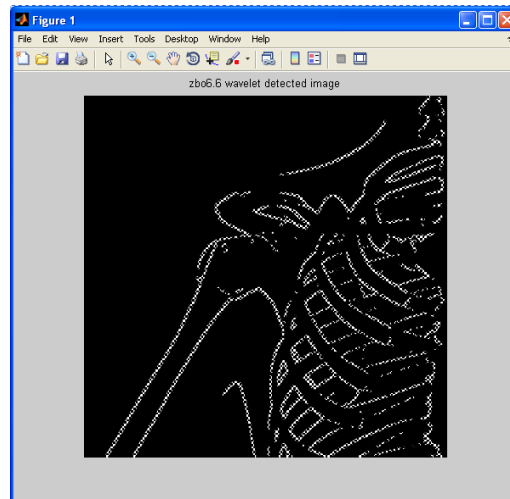 Figure 1
File Edit View Insert Tools Desktop Window Help
zbo6.6 wavelet detected image